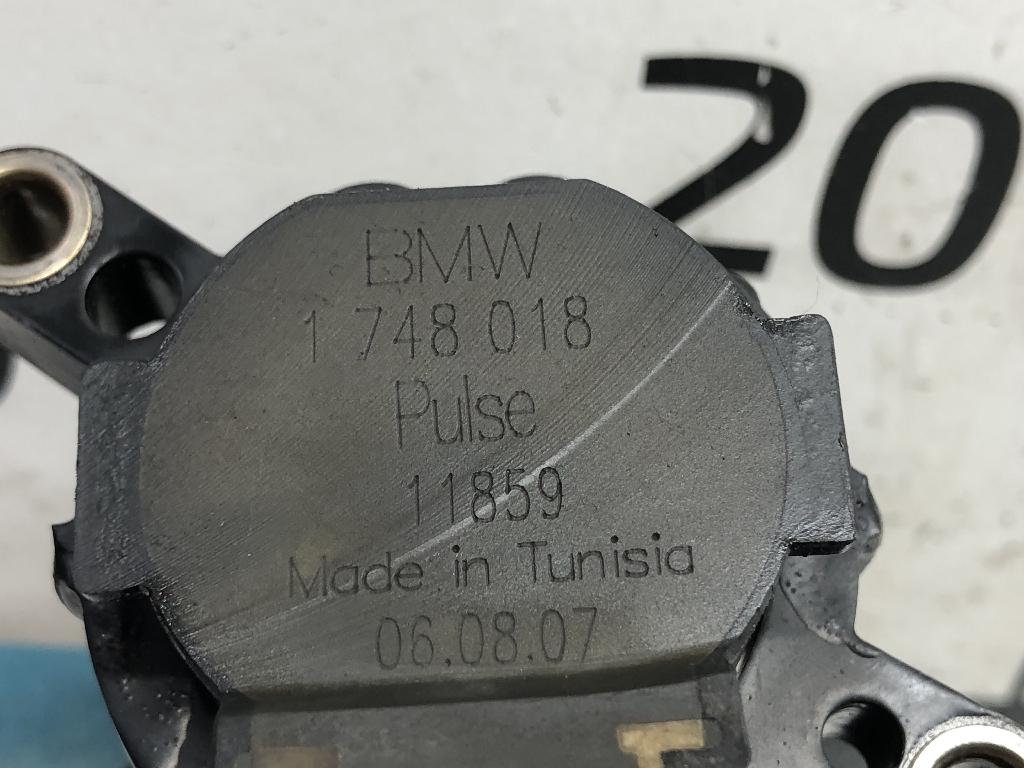 20
BMW
1 748 018
Pulse
11859
Made in Tunisia
06.08.07